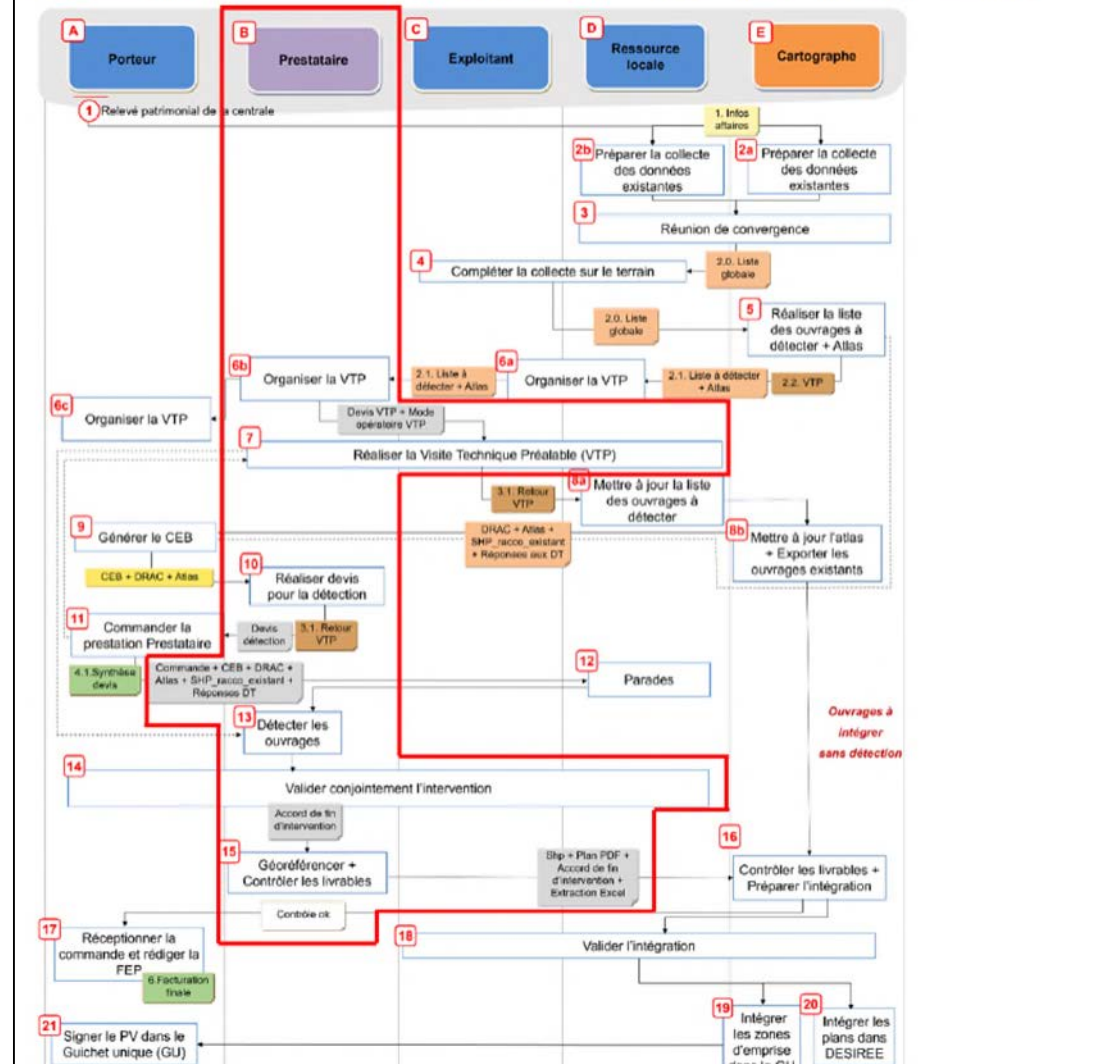 A
Porteur
B
Prestataire
C
Exploitant
D
Ressource
locale
E
Cartographe
1
Relevé patrimonial de la centrale
1. Infos
affaires
2b
Préparer la collecte
des données
existantes
2a
Préparer la collecte
des données
existantes
3
Réunion de convergence
4
Compléter la collecte sur le terrain
2.0. Liste
globale
2.0. Liste
globale
5
Réaliser la liste
des ouvrages à
détecter + Atlas
6b
Organiser la VTP
2.1. Liste à
détecter + Atlas
6a
Organiser la VTP
2.1. Liste à détecter
+ Atlas
2.2. VTP
6c
Organiser la VTP
Devis VTP + Mode
opératoire VTP
7
Réaliser la Visite Technique Préalable (VTP)
3.1. Retour
VTP
8a
Mettre à jour la liste
des ouvrages à
détecter
9
Générer le CEB
DRAC + Atlas +
SHP_racco_existant
+ Réponses aux DT
8b
Mettre à jour l'atlas
+ Exporter les
ouvrages existants
CEB + DRAC + Atlas
10
Réaliser devis
pour la détection
11
Commander la
prestation Prestataire
Devis
détection
3.1. Retour
VTP
4.1.Synthèse
devis
Commande + CEB + DRAC +
Atlas + SHP_racco_existant +
Réponses DT
12
Parades
13
Détecter les
ouvrages
Ouvrages à
intégrer
sans détection
14
Valider conjointement l'intervention
Accord de fin
d'intervention
15
Géoréférencer +
Contrôler les livrables
Shp + Plan PDF +
Accord de fin
d'intervention +
Extraction Excel
16
Contrôler les livrables +
Préparer l'intégration
Contrôle ok
17
Réceptionner la
commande et rédiger la
FEP
6.Facturation
finale
18
Valider l'intégration
19
Intégrer
les zones
d'emprise
dans le GU
20
Intégrer les
plans dans
DESIREE
21
Signer le PV dans le
Guichet unique (GU)